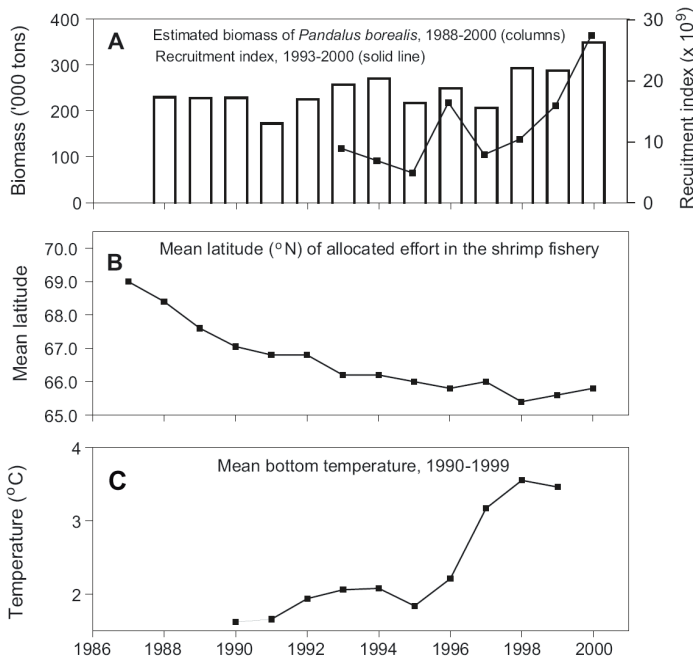 400
300
200
100
0
Biomass ('000 tons)
A
Estimated biomass of Pandalus borealis, 1988-2000 (columns)
Recruitment index, 1993-2000 (solid line)
30
20
10
0
Recruitment index (x 10⁹)
70.0
69.0
68.0
67.0
66.0
65.0
Mean latitude
B
Mean latitude (°N) of allocated effort in the shrimp fishery
4
3
2
Temperature (°C)
C
Mean bottom temperature, 1990-1999
1986 1988 1990 1992 1994 1996 1998 2000